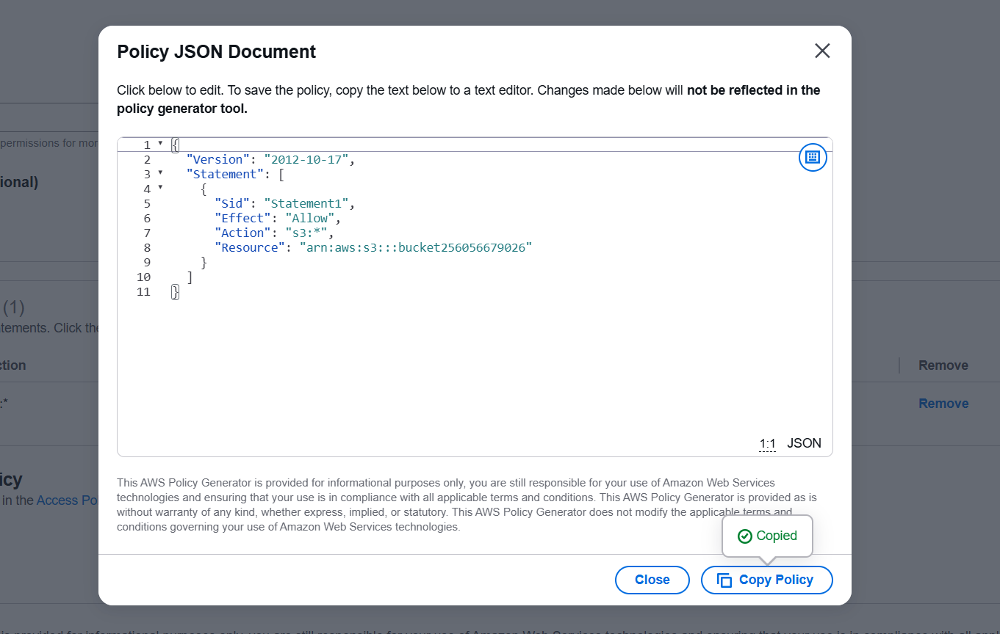 Policy JSON Document
Click below to edit. To save the policy, copy the text below to a text editor. Changes made below will not be reflected in the
policy generator tool.
permissions for mor
ional)
1 {
2 "Version": "2012-10-17",
3 "Statement": [
4 {
5 "Sid": "Statement1",
6 "Effect": "Allow",
7 "Action": "s3:*",
8 "Resource": "arn:aws:s3:::bucket256056679026"
9 }
10 ]
11 }
(1)
tements. Click the
ction
Remove
:*
Remove
1:1 JSON
icy
in the Access Po
This AWS Policy Generator is provided for informational purposes only, you are still responsible for your use of Amazon Web Services
technologies and ensuring that your use is in compliance with all applicable terms and conditions. This AWS Policy Generator is provided as is
without warranty of any kind, whether express, implied, or statutory. This AWS Policy Generator does not modify the applicable terms and
conditions governing your use of Amazon Web Services technologies.
Copied
Close
Copy Policy